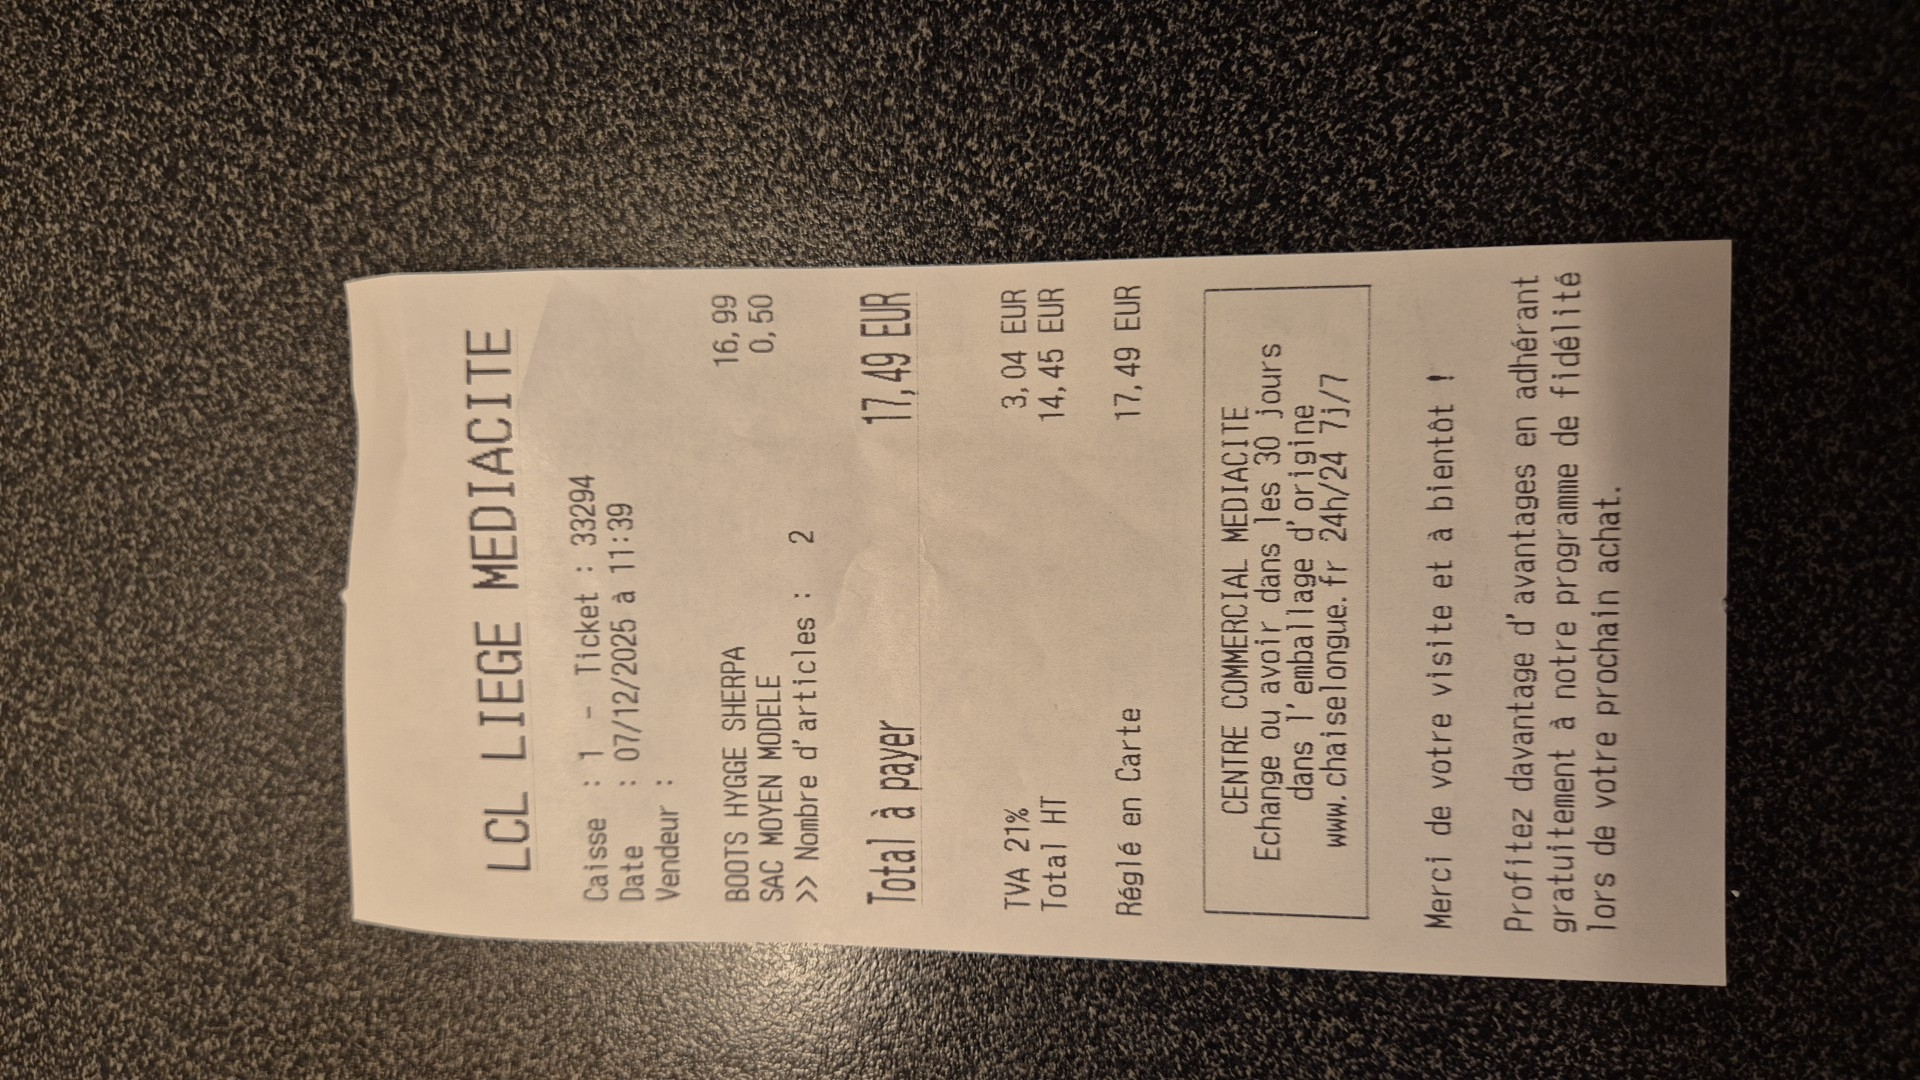 LCL LIEGE MEDIACITE
Caisse : 1 - Ticket : 33294
Date : 07/12/2025 à 11:39
Vendeur :
BOOTS HYGGE SHERPA 16,99
SAC MOYEN MODELE 0,50
>> Nombre d'articles : 2
Total à payer 17,49 EUR
TVA 21% 3,04 EUR
Total HT 14,45 EUR
Réglé en Carte 17,49 EUR
CENTRE COMMERCIAL MEDIACITE
Echange ou avoir dans les 30 jours
dans l'emballage d'origine
www.chaiselongue.fr 24h/24 7j/7
Merci de votre visite et à bientôt !
Profitez davantage d'avantages en adhérant
gratuitement à notre programme de fidélité
lors de votre prochain achat.